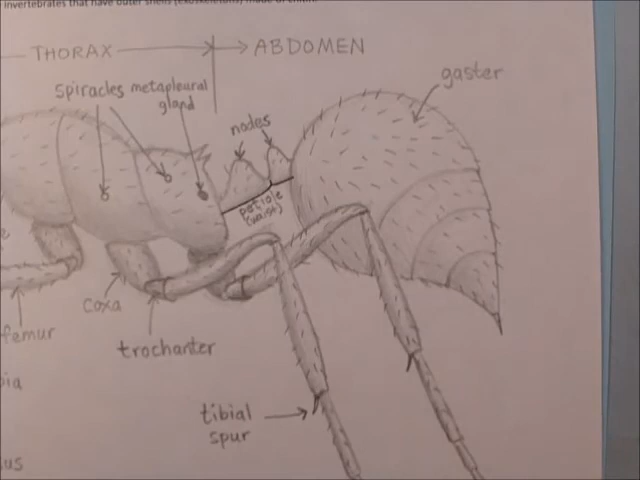 invertebrates that have outer shells (exoskeletons) made of chitin.
THORAX
ABDOMEN
spiracles
metapleural
gland
nodes
gaster
petiole
(waist)
coxa
femur
trochanter
tibial
spur